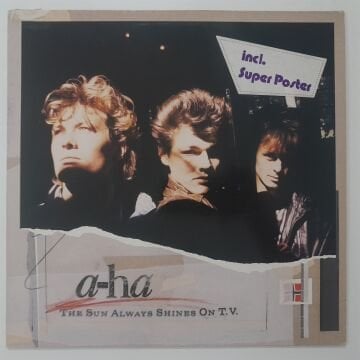 incl.
Super Poster
a-ha
THE SUN ALWAYS SHINES ON T.V.